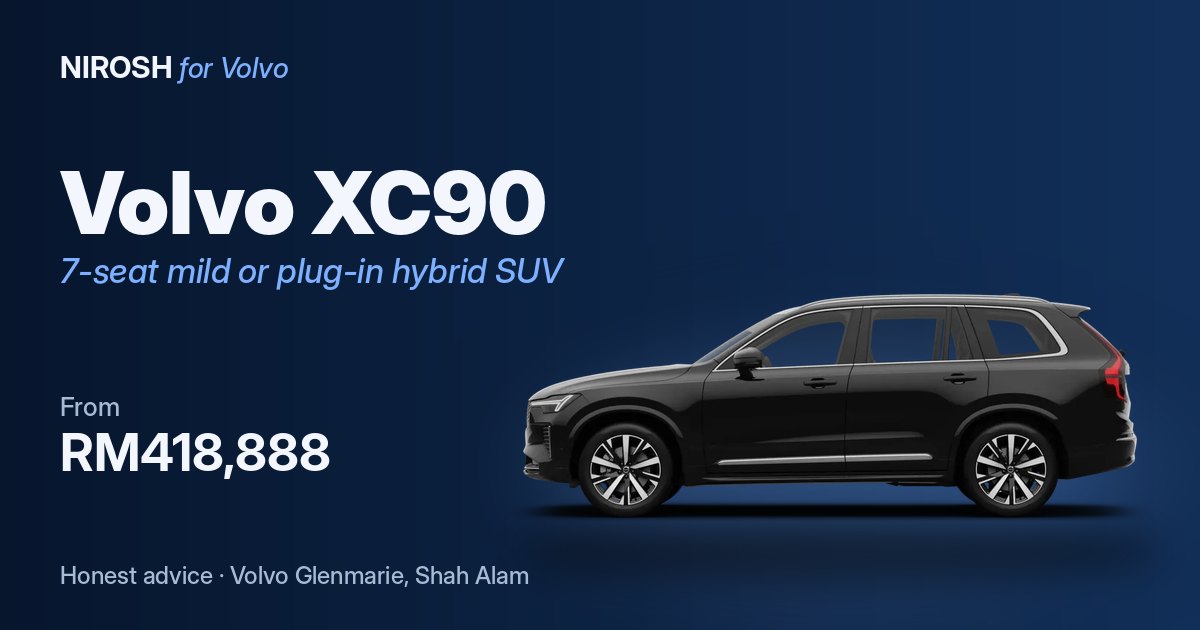 NIROSH for Volvo
Volvo XC90
7-seat mild or plug-in hybrid SUV
From
RM418,888
Honest advice · Volvo Glenmarie, Shah Alam